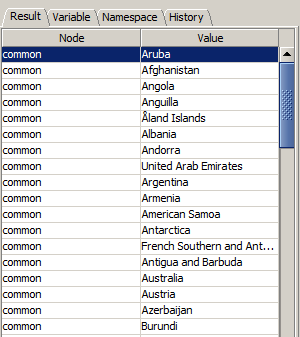 Result Variable Namespace History
Node Value
common Aruba
common Afghanistan
common Angola
common Anguilla
common Åland Islands
common Albania
common Andorra
common United Arab Emirates
common Argentina
common Armenia
common American Samoa
common Antarctica
common French Southern and Ant...
common Antigua and Barbuda
common Australia
common Austria
common Azerbaijan
common Burundi